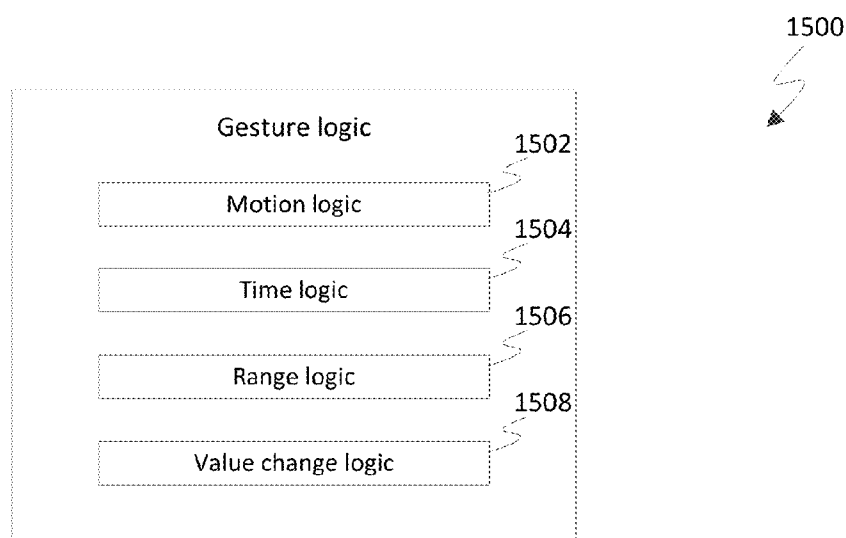 1500
Gesture logic
1502
Motion logic
1504
Time logic
1506
Range logic
1508
Value change logic